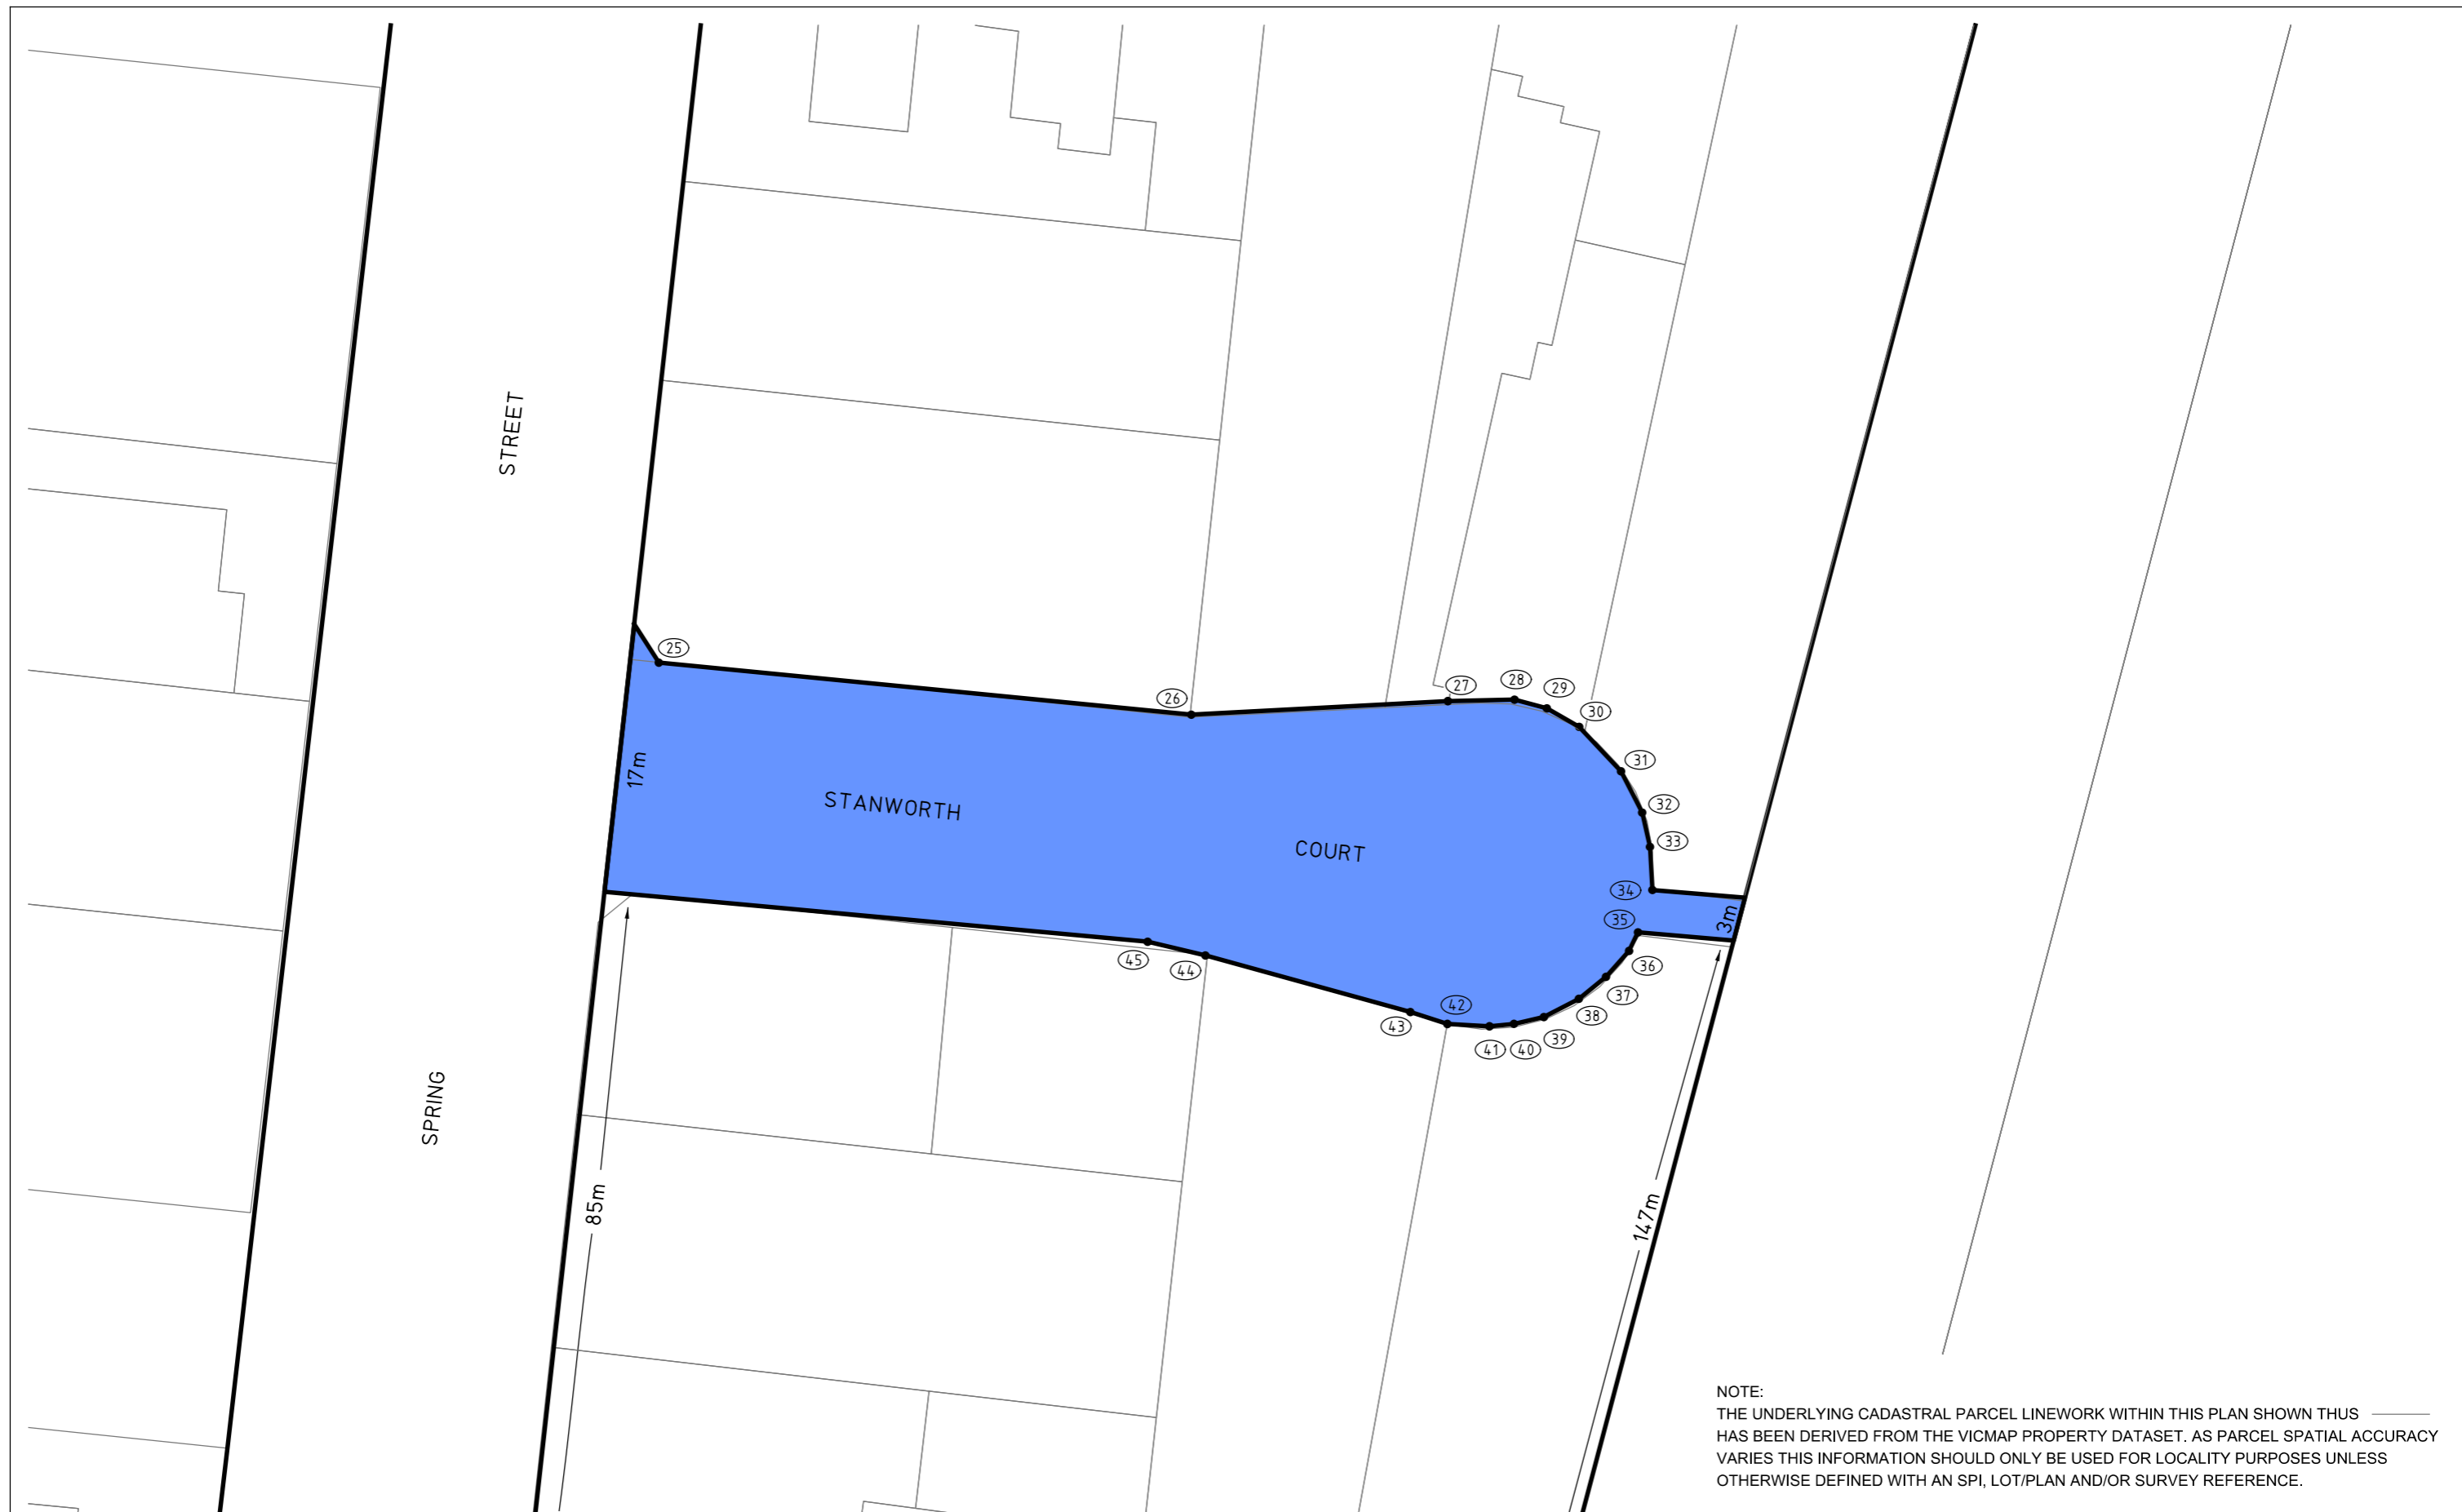 STREET
25
26
27
28
29
30
31
17m
STANWORTH
32
COURT
33
34
35
3m
36
45
44
37
42
38
43
39
41
40
SPRING
85m
147m
NOTE:
THE UNDERLYING CADASTRAL PARCEL LINEWORK WITHIN THIS PLAN SHOWN THUS
HAS BEEN DERIVED FROM THE VICMAP PROPERTY DATASET. AS PARCEL SPATIAL ACCURACY
VARIES THIS INFORMATION SHOULD ONLY BE USED FOR LOCALITY PURPOSES UNLESS
OTHERWISE DEFINED WITH AN SPI, LOT/PLAN AND/OR SURVEY REFERENCE.